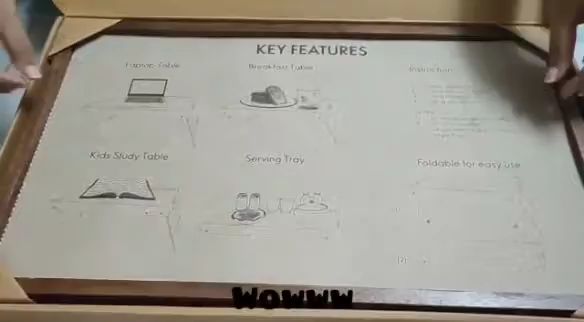 KEY FEATURES
Laptop Table
Breakfast Table
Instruction
Kids Study Table
Serving Tray
Foldable for easy use
WOWWW